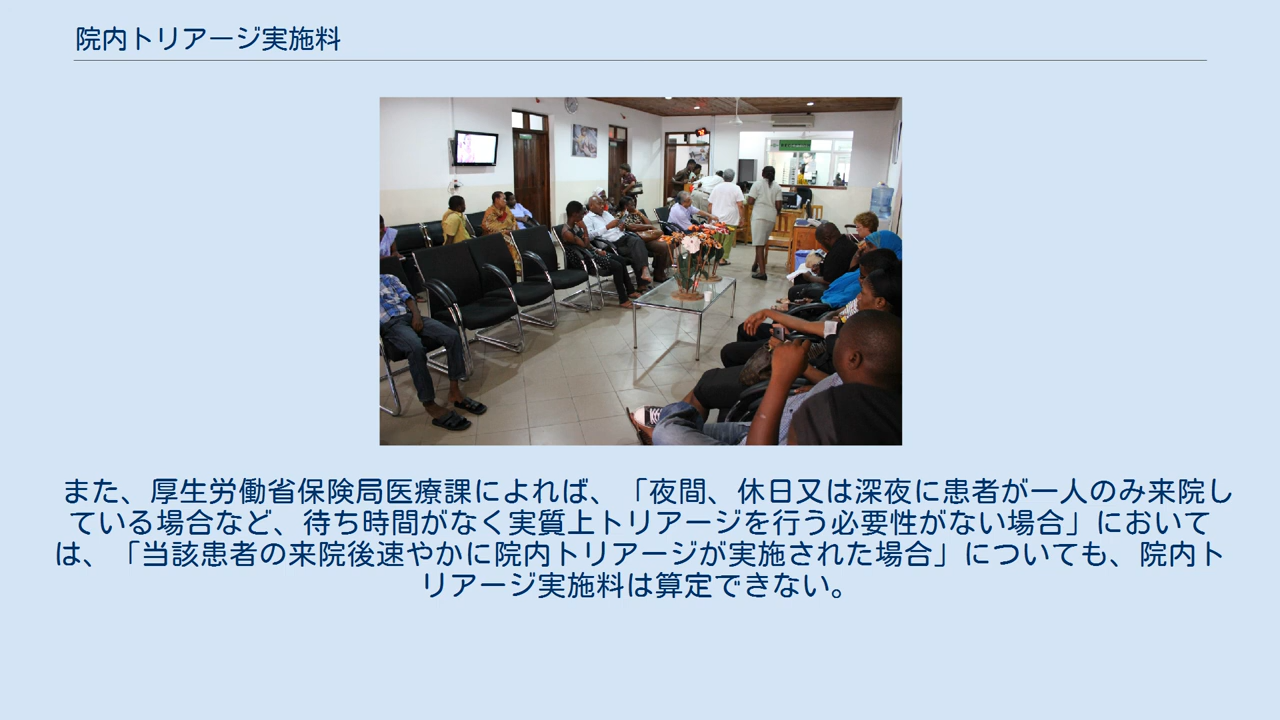 院内トリアージ実施料
また、厚生労働省保険局医療課によれば、「夜間、休日又は深夜に患者が一人のみ来院し
ている場合など、待ち時間がなく実質上トリアージを行う必要性がない場合」において
は、「当該患者の来院後速やかに院内トリアージが実施された場合」についても、院内ト
リアージ実施料は算定できない。